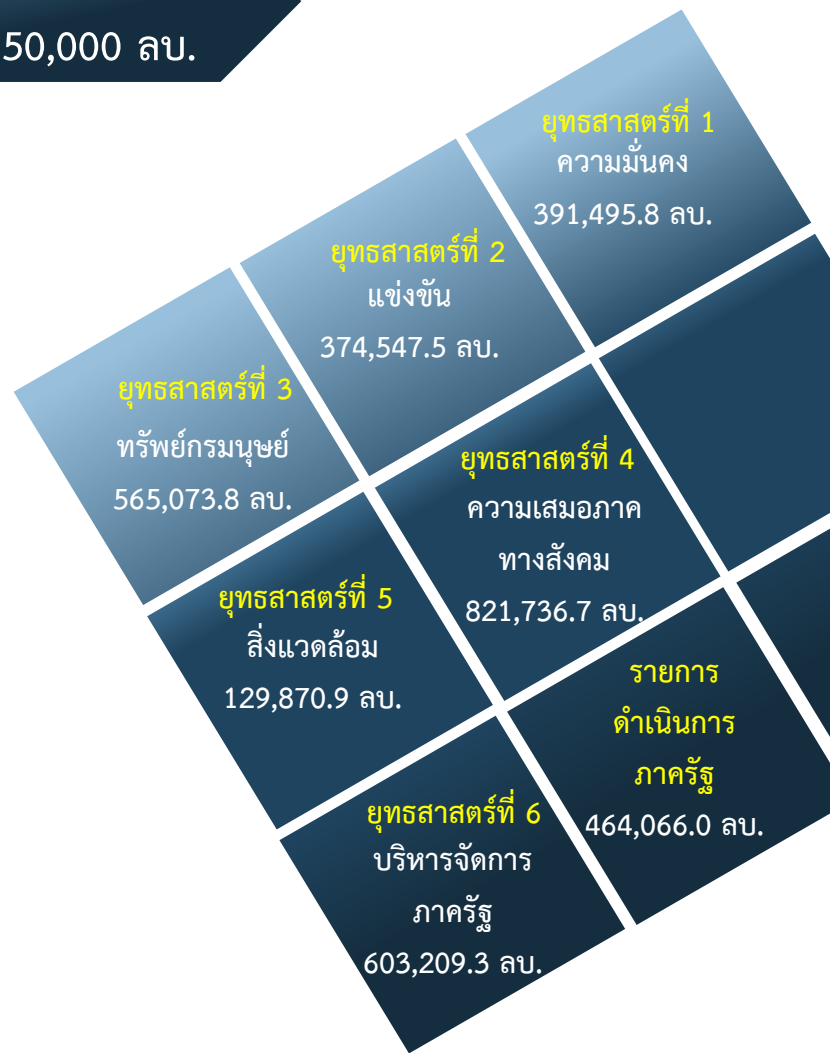 50,000 ลบ.
ยุทธสาสตร์ที่ 1
ความมั่นคง
391,495.8 ลบ.
ยุทธสาสตร์ที่ 2
แข่งขัน
374,547.5 ลบ.
ยุทธสาสตร์ที่ 3
ทรัพย์กรมนุษย์
565,073.8 ลบ.
ยุทธสาสตร์ที่ 4
ความเสมอภาค
ทางสังคม
821,736.7 ลบ.
ยุทธสาสตร์ที่ 5
สิ่งแวดล้อม
129,870.9 ลบ.
รายการ
ดำเนินการ
ภาครัฐ
464,066.0 ลบ.
ยุทธสาสตร์ที่ 6
บริหารจัดการ
ภาครัฐ
603,209.3 ลบ.